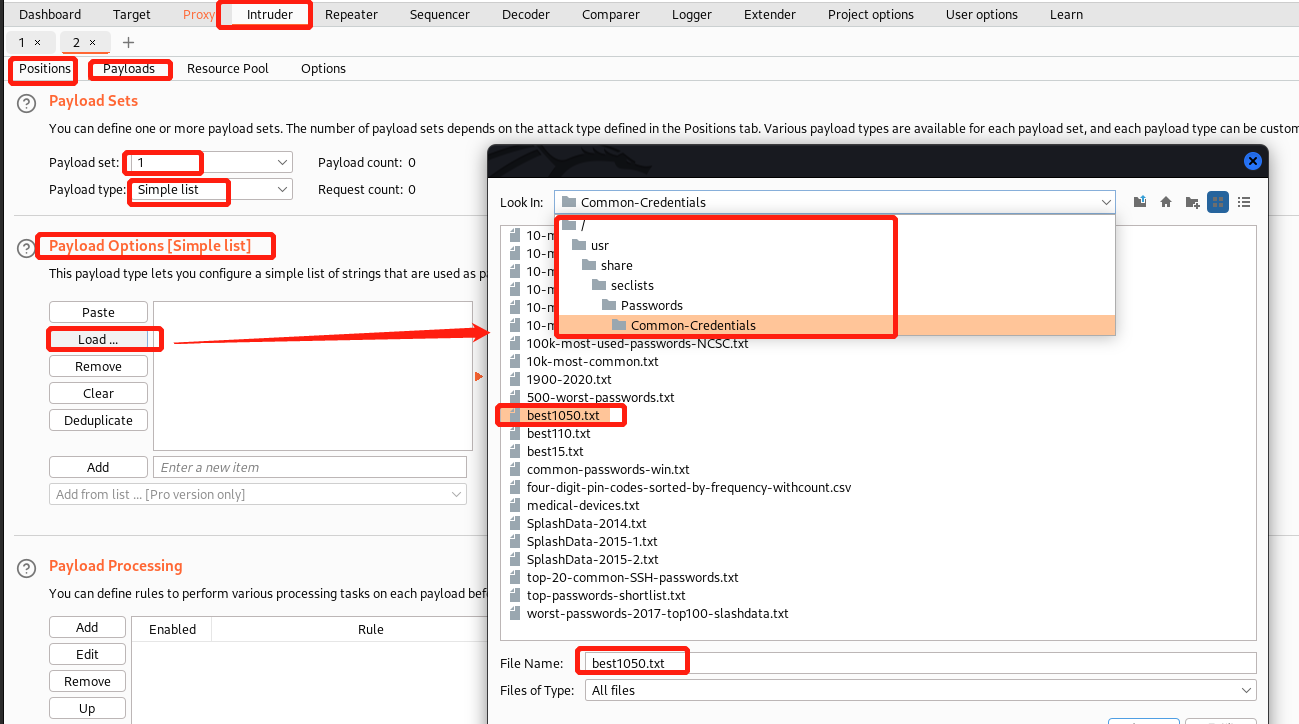 Dashboard Target Proxy Intruder Repeater Sequencer Decoder Comparer Logger Extender Project options User options Learn
1 × 2 × +
Positions Payloads Resource Pool Options
? Payload Sets
You can define one or more payload sets. The number of payload sets depends on the attack type defined in the Positions tab. Various payload types are available for each payload set, and each payload type can be custom
Payload set: 1 Payload count: 0
Payload type: Simple list Request count: 0
? Payload Options [Simple list]
This payload type lets you configure a simple list of strings that are used as pa
Paste
Load ...
Remove
Clear
Deduplicate
Add Enter a new item
Add from list ... [Pro version only]
? Payload Processing
You can define rules to perform various processing tasks on each payload bef
Add Enabled Rule
Edit
Remove
Up
Look In: Common-Credentials
/
usr
share
seclists
Passwords
Common-Credentials
10-m
10-m
10-m
10-m
10-m
10-m
100k-most-used-passwords-NCSC.txt
10k-most-common.txt
1900-2020.txt
500-worst-passwords.txt
best1050.txt
best110.txt
best15.txt
common-passwords-win.txt
four-digit-pin-codes-sorted-by-frequency-withcount.csv
medical-devices.txt
SplashData-2014.txt
SplashData-2015-1.txt
SplashData-2015-2.txt
top-20-common-SSH-passwords.txt
top-passwords-shortlist.txt
worst-passwords-2017-top100-slashdata.txt
File Name: best1050.txt
Files of Type: All files